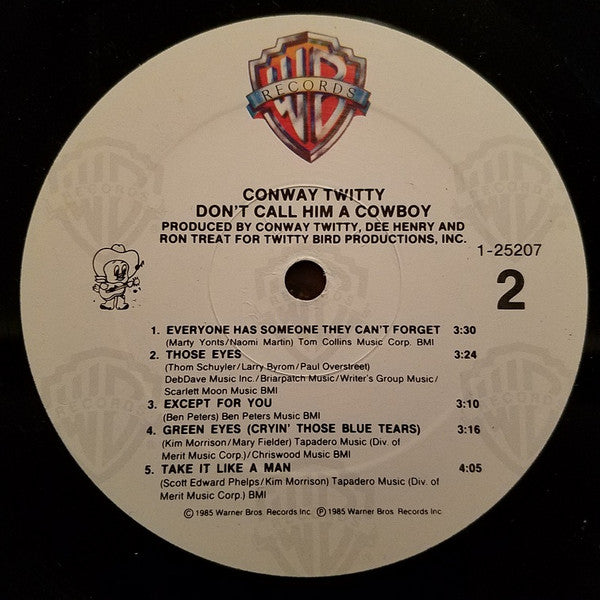 WB
RECORDS
CONWAY TWITTY
DON'T CALL HIM A COWBOY
PRODUCED BY CONWAY TWITTY, DEE HENRY AND
RON TREAT FOR TWITTY BIRD PRODUCTIONS, INC.
1-25207
2
1. EVERYONE HAS SOMEONE THEY CAN'T FORGET 3:30
(Marty Yonts/Naomi Martin) Tom Collins Music Corp. BMI
2. THOSE EYES 3:24
(Thom Schuyler/Larry Byrom/Paul Overstreet)
DebDave Music Inc./Briarpatch Music/Writer's Group Music/
Scarlet Moon Music BMI
3. EXCEPT FOR YOU 3:10
(Ben Peters) Ben Peters Music BMI
4. GREEN EYES (CRYIN' THOSE BLUE TEARS) 3:16
(Kim Morrison/Mary Fielder) Tapadero Music (Div. of
Merit Music Corp./Chriswood Music BMI
5. TAKE IT LIKE A MAN 4:05
(Scott Edward Phelps/Kim Morrison) Tapadero Music (Div. of
Merit Music Corp.) BMI
© 1985 Warner Bros. Records Inc. ℗ 1985 Warner Bros. Records Inc.